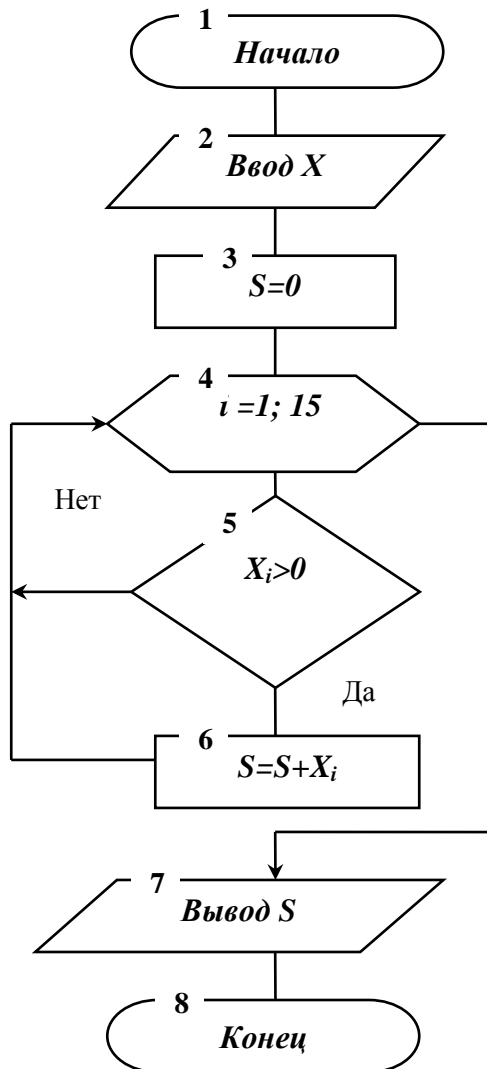 1
Начало
2
Ввод X
3
S=0
4
i =1; 15
Нет
5
Xᵢ>0
Да
6
S=S+Xᵢ
7
Вывод S
8
Конец